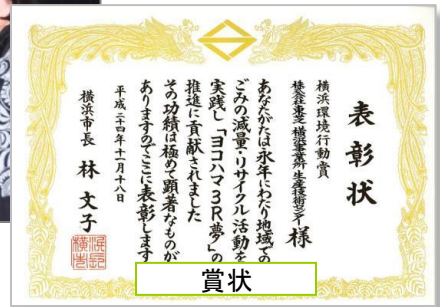 表彰状
横浜環境行動賞
株式会社東芝 横浜事業所 生産技術センター 様
あなたがたは永年にわたり地域での
ごみの減量・リサイクル活動を
実践し「ヨコハマ3R夢」の
推進に貢献されました
その功績は極めて顕著なものが
ありますのでここに表彰します
平成二十四年十一月十八日
横浜市長 林 文子
賞状